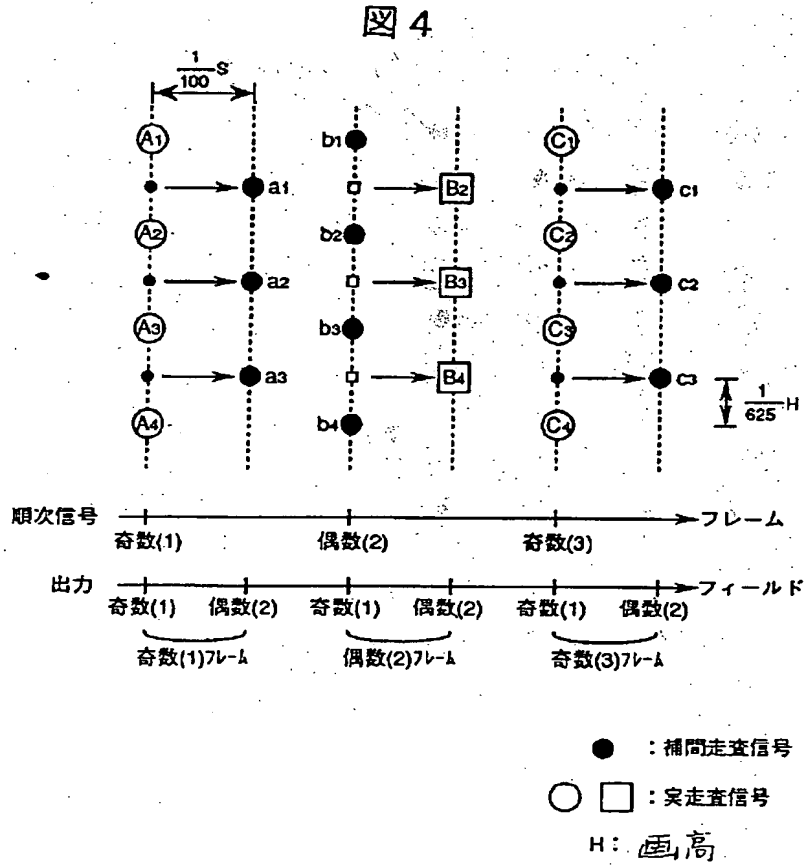 図4
1/100 S
A1 b1 C1
a1 B2 c1
A2 b2 C2
a2 B3 c2
A3 b3 C3
a3 B4 c3
1/625 H
A4 b4 C4
順次信号 フレーム
奇数(1) 偶数(2) 奇数(3)
出力 フィールド
奇数(1) 偶数(2) 奇数(1) 偶数(2) 奇数(1) 偶数(2)
奇数(1)フレーム 偶数(2)フレーム 奇数(3)フレーム
● : 補間走査信号
○ □ : 実走査信号
H : 画高